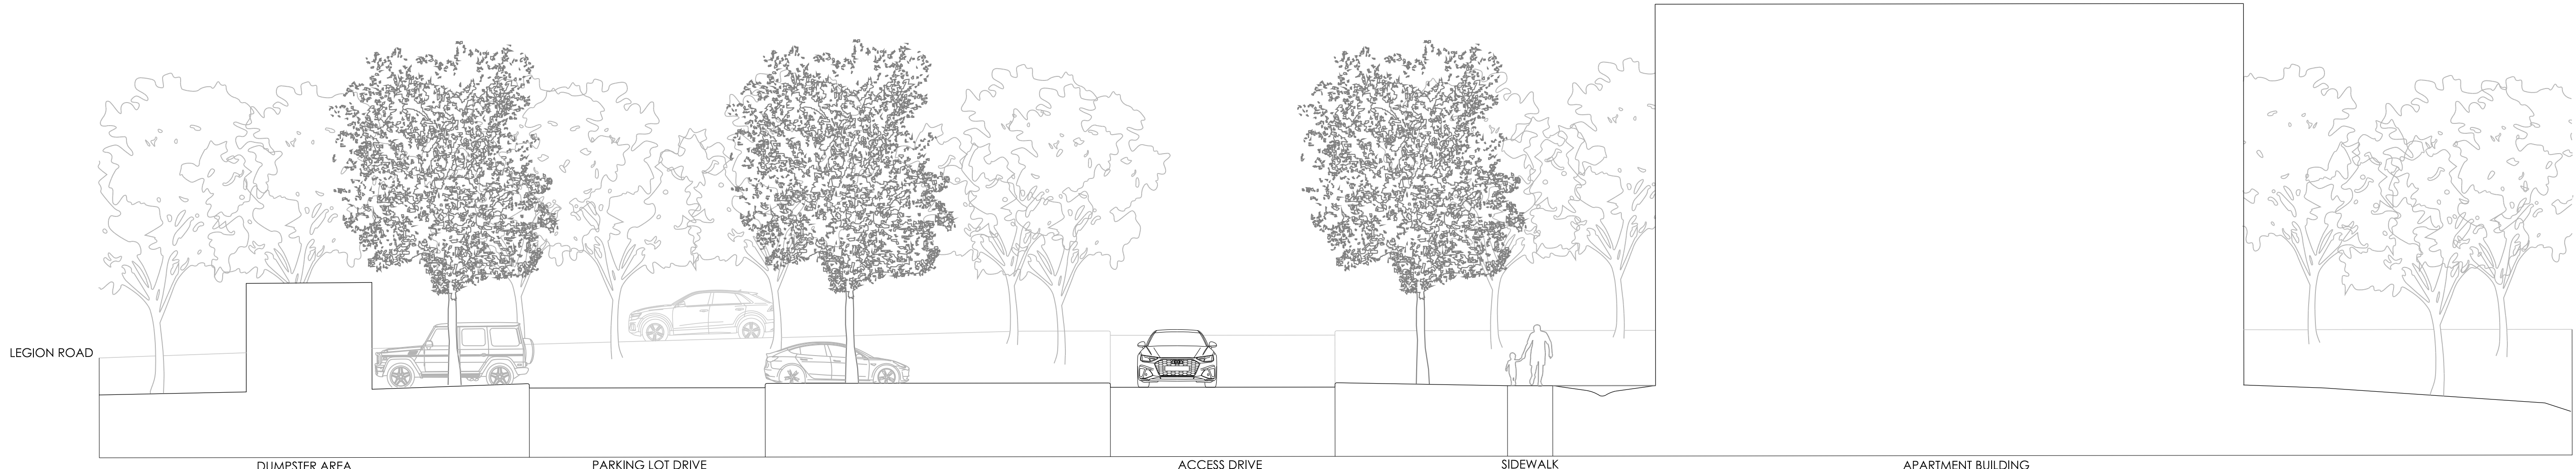 LEGION ROAD
DUMPSTER AREA
PARKING LOT DRIVE
ACCESS DRIVE
SIDEWALK
APARTMENT BUILDING